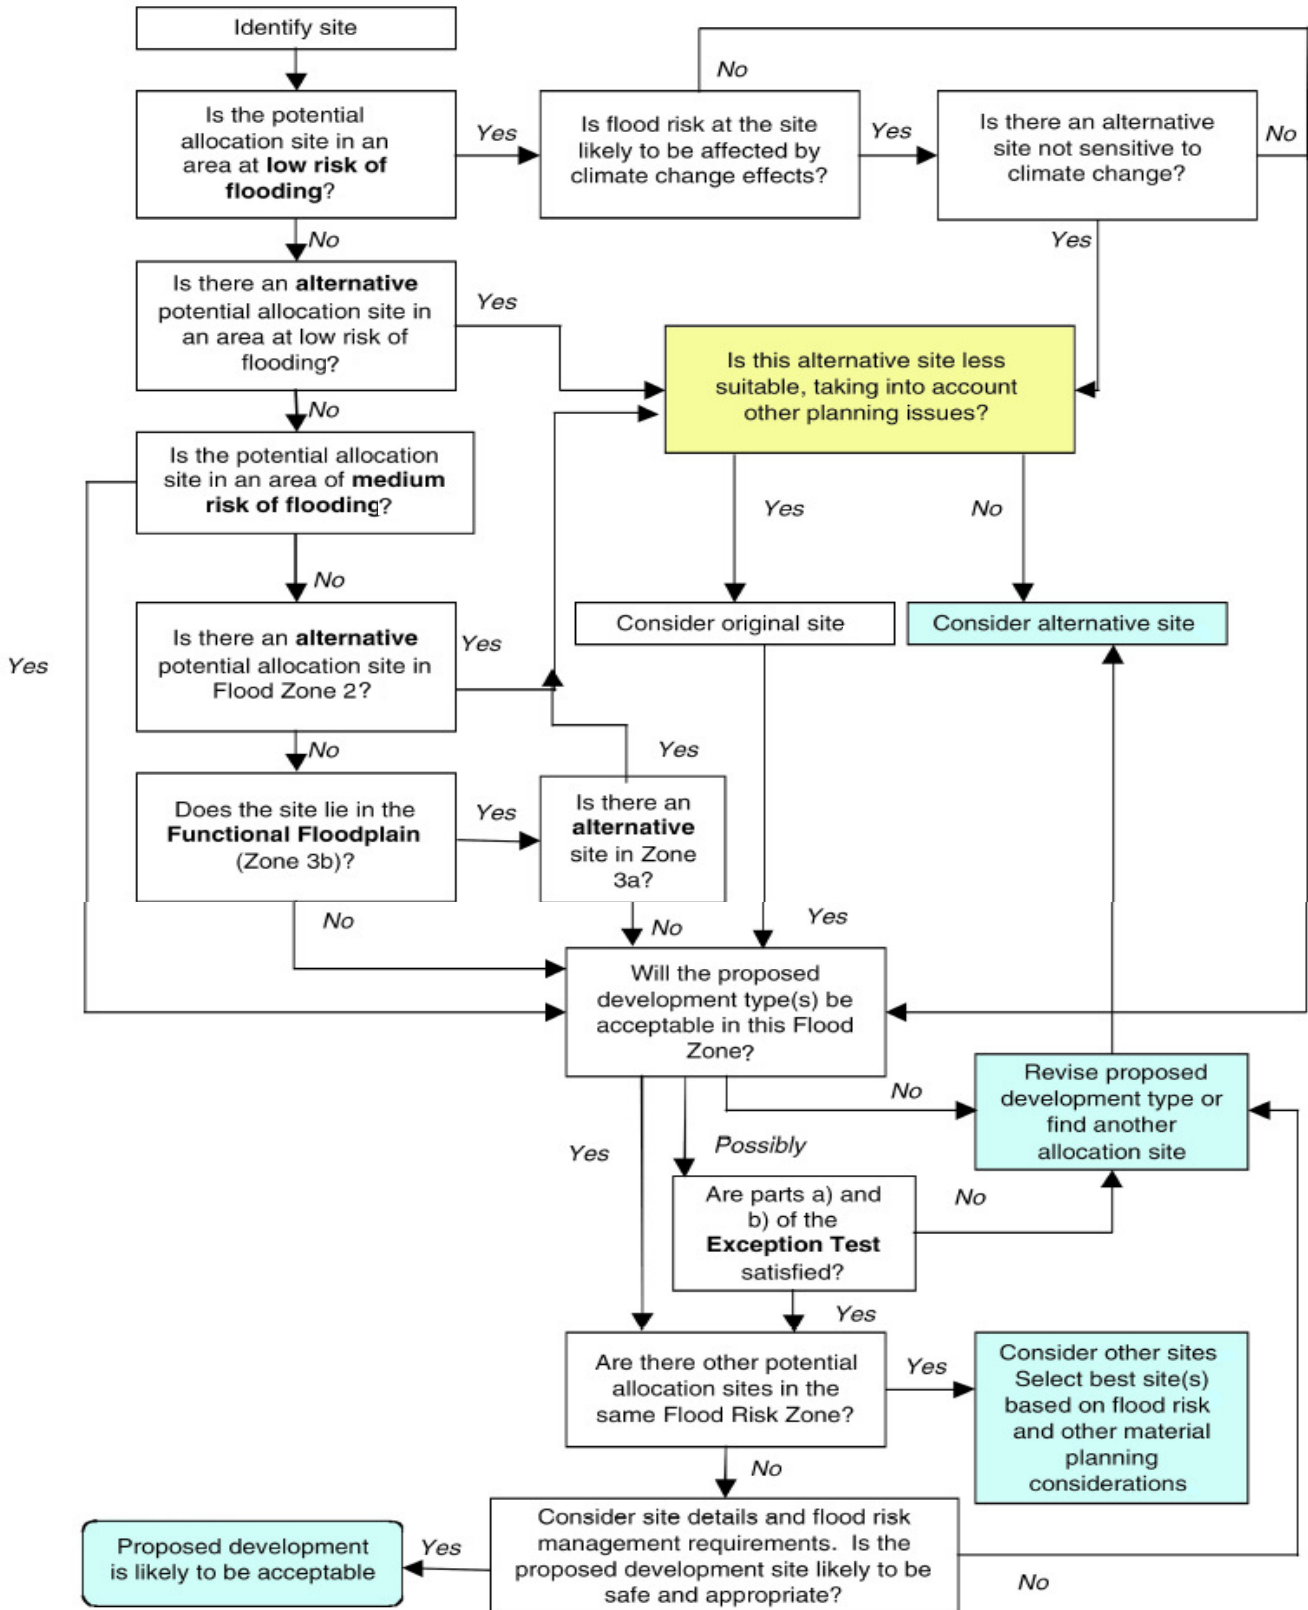 Identify site
No
Is the potential
allocation site in an
area at low risk of
flooding?
Yes
Is flood risk at the site
likely to be affected by
climate change effects?
Yes
Is there an alternative
site not sensitive to
climate change?
No
No
Yes
Is there an alternative
potential allocation site in
an area at low risk of
flooding?
Yes
Is this alternative site less
suitable, taking into account
other planning issues?
No
Is the potential allocation
site in an area of medium
risk of flooding?
Yes
No
No
Consider original site
Consider alternative site
Is there an alternative
potential allocation site in
Flood Zone 2?
Yes
Yes
No
Yes
Does the site lie in the
Functional Floodplain
(Zone 3b)?
Yes
Is there an
alternative
site in Zone
3a?
No
No
Yes
Will the proposed
development type(s) be
acceptable in this Flood
Zone?
Revise proposed
development type or
find another
allocation site
No
Yes
Possibly
Are parts a) and
b) of the
Exception Test
satisfied?
No
Yes
Are there other potential
allocation sites in the
same Flood Risk Zone?
Yes
Consider other sites
Select best site(s)
based on flood risk
and other material
planning
considerations
No
Consider site details and flood risk
management requirements. Is the
proposed development site likely to be
safe and appropriate?
Yes
Proposed development
is likely to be acceptable
No